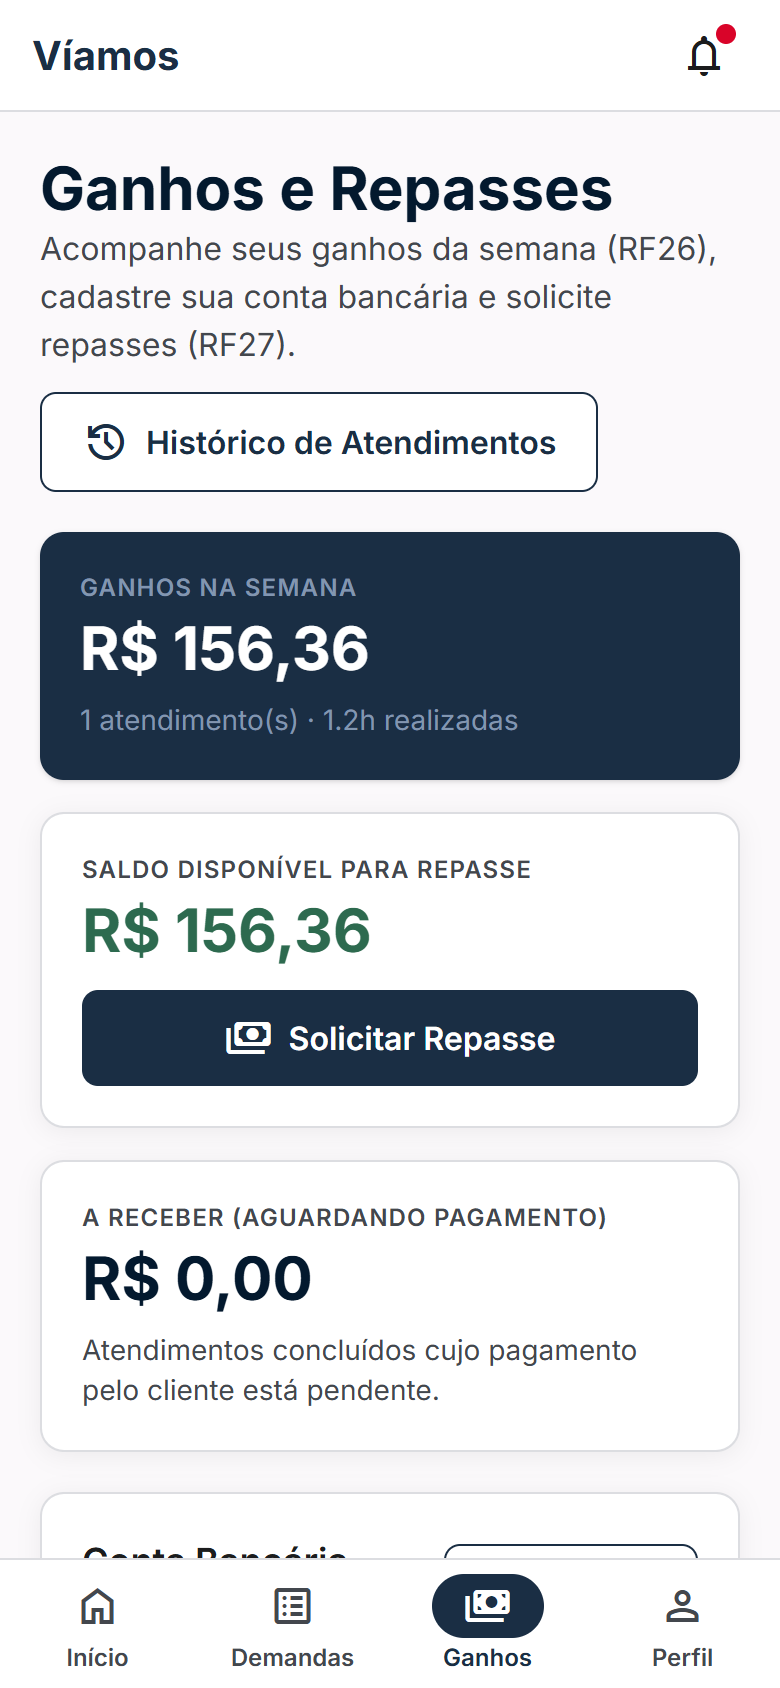 Víamos
Ganhos e Repasses
Acompanhe seus ganhos da semana (RF26),
cadastre sua conta bancária e solicite
repasses (RF27).
Histórico de Atendimentos
GANHOS NA SEMANA
R$ 156,36
1 atendimento(s) · 1.2h realizadas
SALDO DISPONÍVEL PARA REPASSE
R$ 156,36
Solicitar Repasse
A RECEBER (AGUARDANDO PAGAMENTO)
R$ 0,00
Atendimentos concluídos cujo pagamento
pelo cliente está pendente.
Conta Bancária
Início
Demandas
Ganhos
Perfil